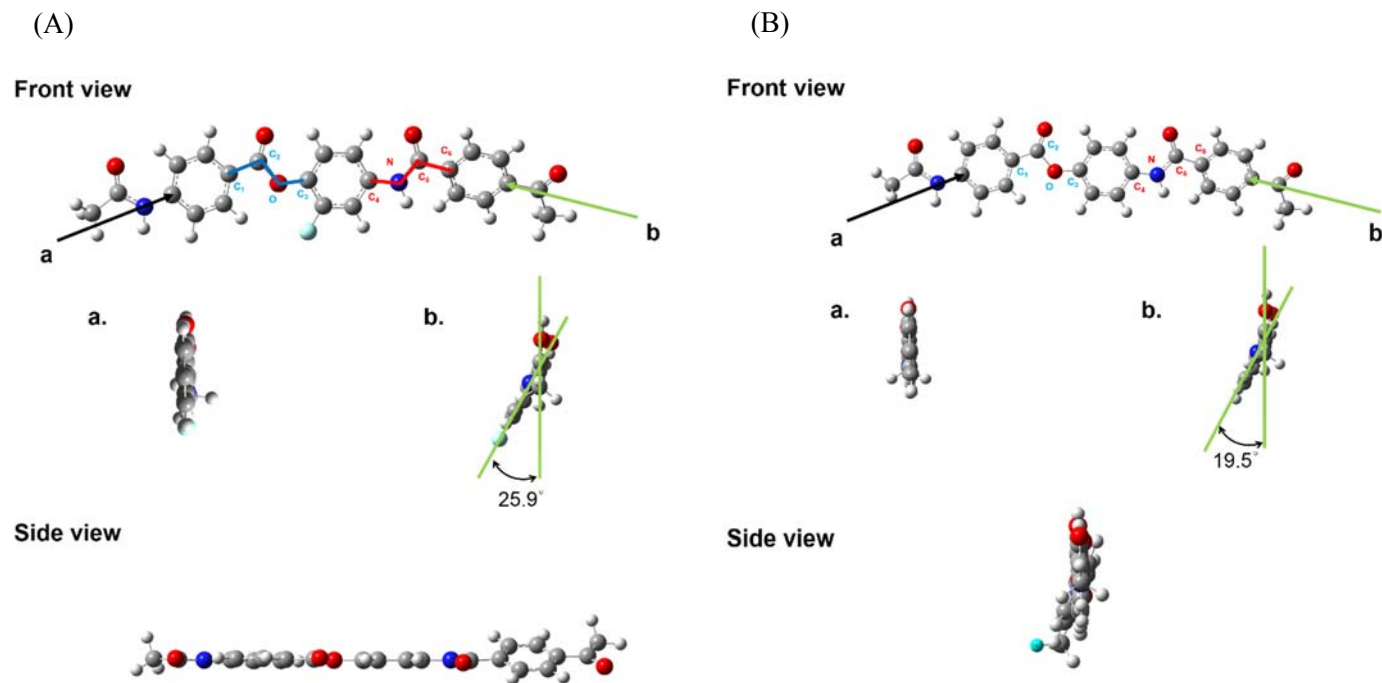 (A)
Front view
C₂
C₁
O
C₃
N
C₄
C₅
C₆
a
b
a.
b.
25.9°
Side view
(B)
Front view
C₂
C₁
O
C₃
N
C₄
C₅
C₆
a
b
a.
b.
19.5°
Side view